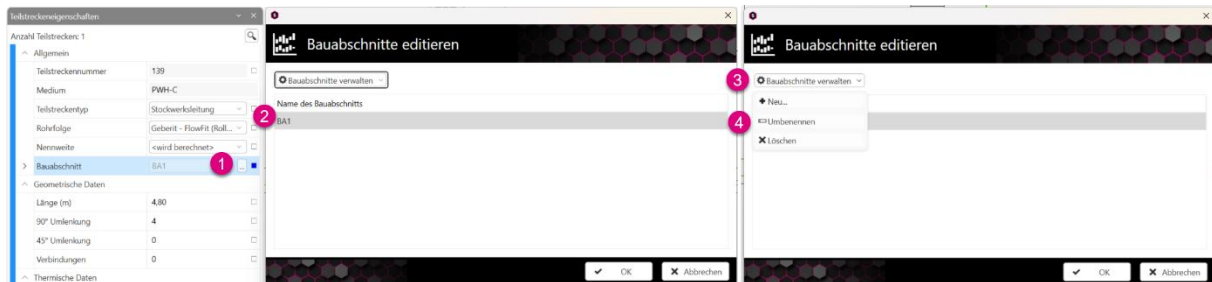 Teilstreckeneigenschaften
Anzahl Teilstrecken: 1
Allgemein
Teilstreckennummer 139
Medium PWH-C
Teilstreckentyp Stockwerksleitung
Rohrfolge Geberit - FlowFit (Roll...
Nennweite <wird berechnet>
Bauabschnitt BA1 1 ...
Geometrische Daten
Länge (m) 4,80
90° Umlenkung 4
45° Umlenkung 0
Verbindungen 0
Thermische Daten
Bauabschnitte editieren
Bauabschnitte verwalten
Name des Bauabschnitts
2 BA1
OK Abbrechen
Bauabschnitte editieren
3 Bauabschnitte verwalten
Neu...
4 Umbenennen
Löschen
OK Abbrechen